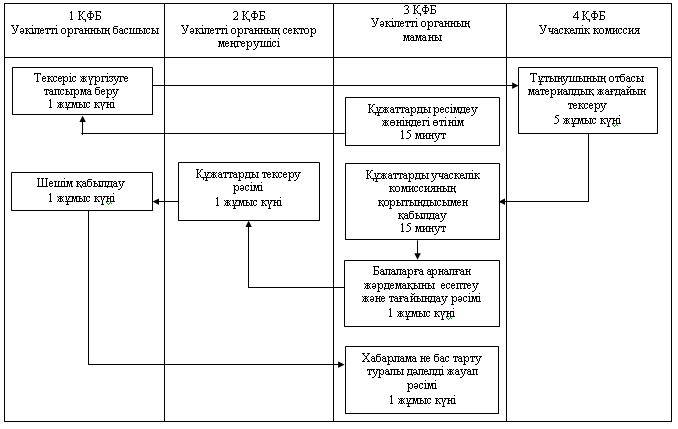 1 ҚФБ
Уәкілетті органның басшысы
2 ҚФБ
Уәкілетті органның сектор
меңгерушісі
3 ҚФБ
Уәкілетті органның
маманы
4 ҚФБ
Учаскелік комиссия
Тексеріс жүргізуге
тапсырма беру
1 жұмыс күні
Тұтынушының отбасы
материалдық жағдайын
тексеру
5 жұмыс күні
Құжаттарды ресімдеу
жөніндегі өтінім
15 минут
Шешім қабылдау
1 жұмыс күні
Құжаттарды тексеру
рәсімі
1 жұмыс күні
Құжаттарды учаскелік
комиссияның
қорытындысымен
қабылдау
15 минут
Балаларға арналған
жәрдемақыны есептеу
және тағайындау рәсімі
1 жұмыс күні
Хабарлама не бас тарту
туралы дәлелді жауап
рәсімі
1 жұмыс күні